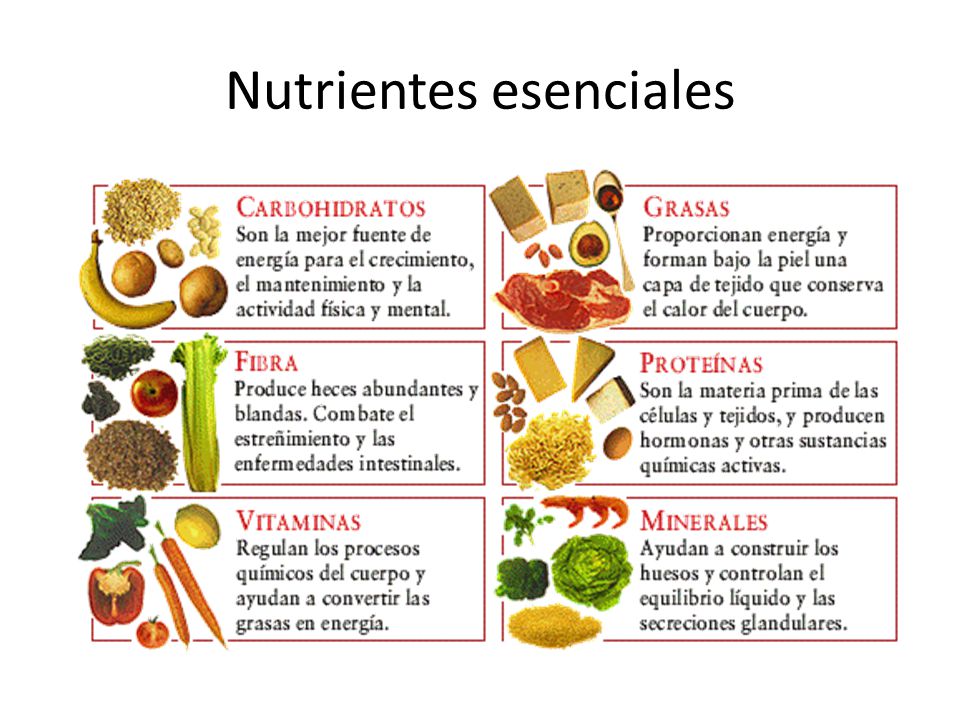 Nutrientes esenciales
CARBOHIDRATOS
Son la mejor fuente de
energía para el crecimiento,
el mantenimiento y la
actividad física y mental.
GRASAS
Proporcionan energía y
forman bajo la piel una
capa de tejido que conserva
el calor del cuerpo.
FIBRA
Produce heces abundantes y
blandas. Combate el
estreñimiento y las
enfermedades intestinales.
PROTEÍNAS
Son la materia prima de las
células y tejidos, y producen
hormonas y otras sustancias
químicas activas.
VITAMINAS
Regulan los procesos
químicos del cuerpo y
ayudan a convertir las
grasas en energía.
MINERALES
Ayudan a construir los
huesos y controlan el
equilibrio líquido y las
secreciones glandulares.